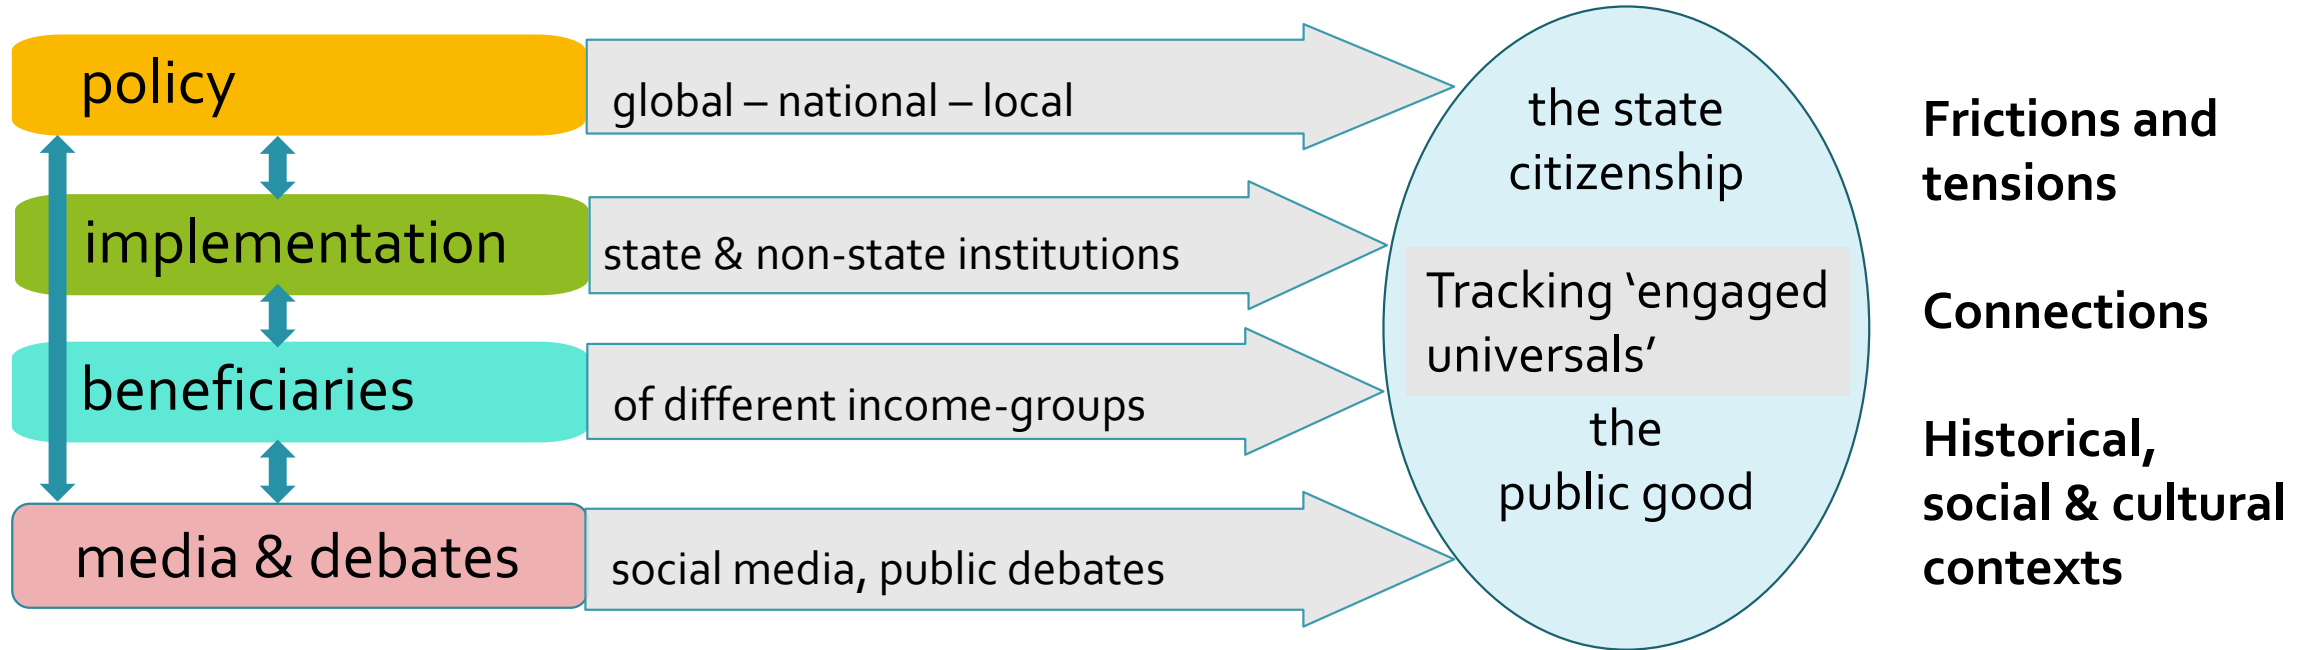 policy
global – national – local
implementation
state & non-state institutions
beneficiaries
of different income-groups
media & debates
social media, public debates
the state
citizenship
Tracking ‘engaged
universals’
the
public good
Frictions and
tensions
Connections
Historical,
social & cultural
contexts